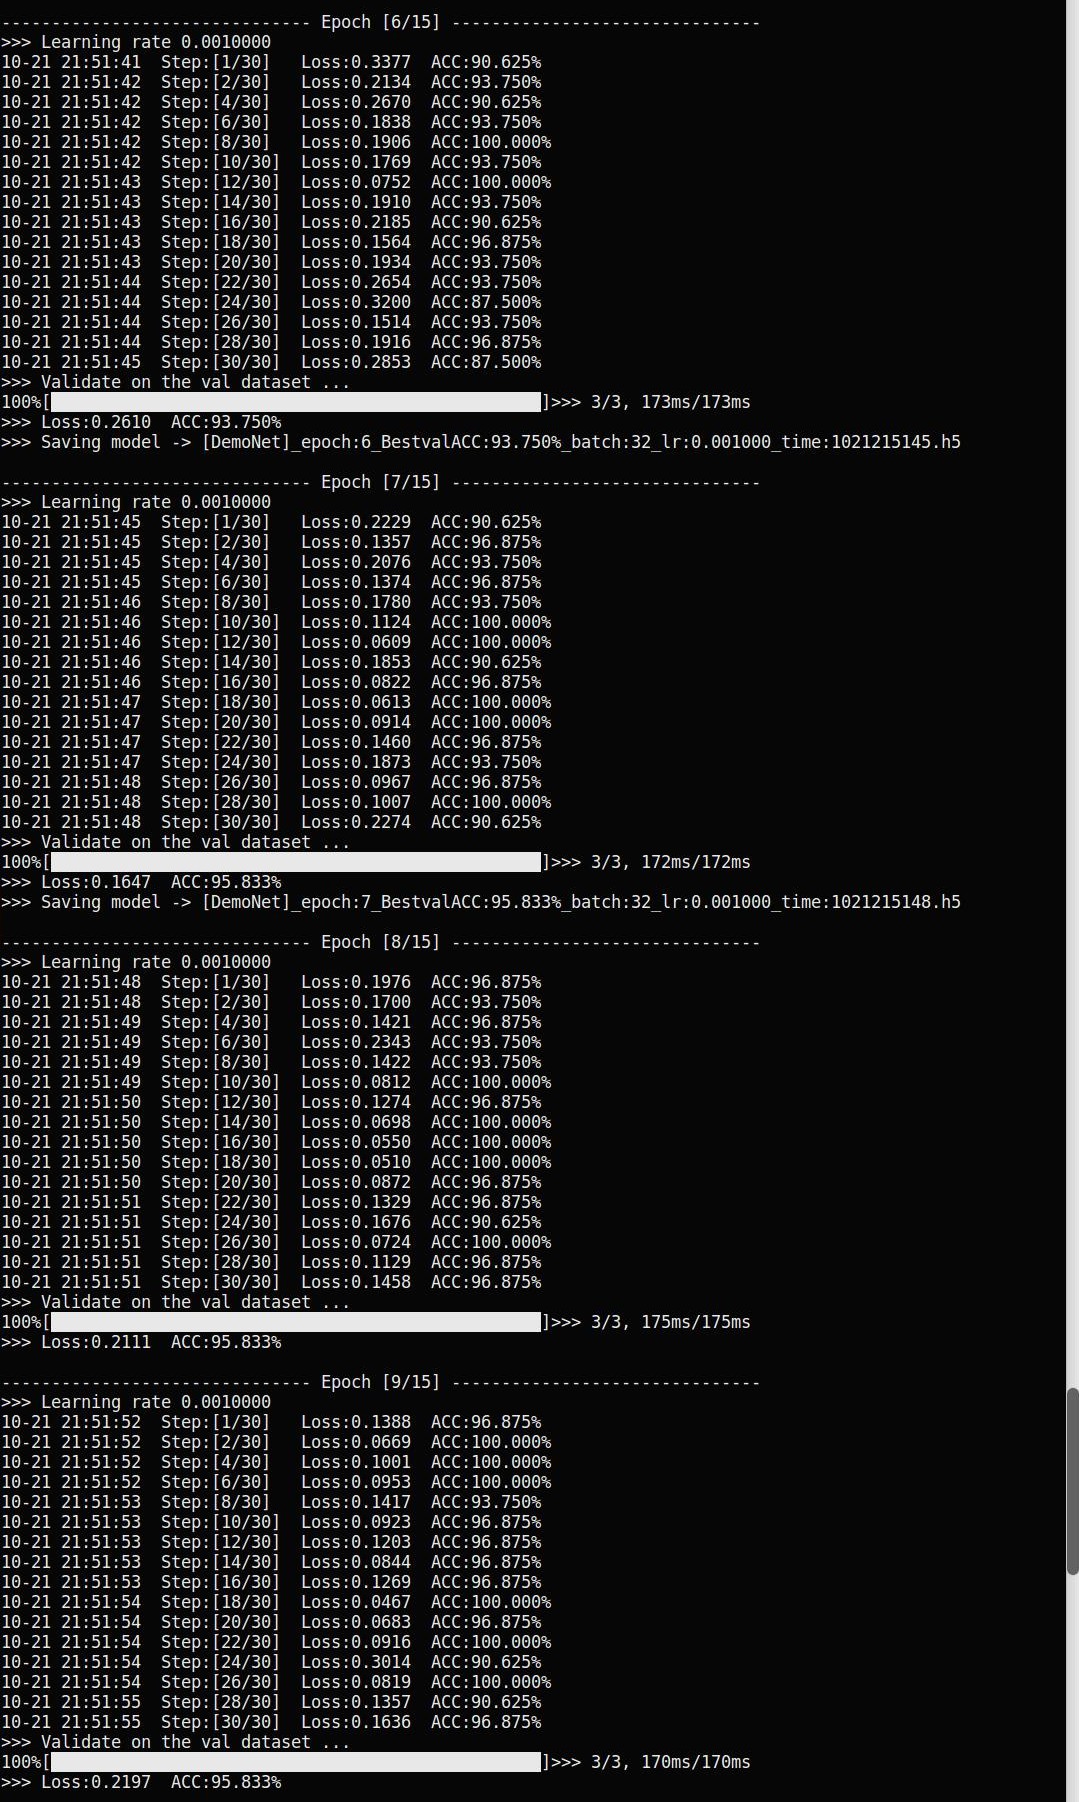 ------------------------------- Epoch [6/15] -------------------------------
>>> Learning rate 0.0010000
10-21 21:51:41  Step:[1/30]   Loss:0.3377  ACC:90.625%
10-21 21:51:42  Step:[2/30]   Loss:0.2134  ACC:93.750%
10-21 21:51:42  Step:[4/30]   Loss:0.2670  ACC:90.625%
10-21 21:51:42  Step:[6/30]   Loss:0.1838  ACC:93.750%
10-21 21:51:42  Step:[8/30]   Loss:0.1906  ACC:100.000%
10-21 21:51:42  Step:[10/30]  Loss:0.1769  ACC:93.750%
10-21 21:51:43  Step:[12/30]  Loss:0.0752  ACC:100.000%
10-21 21:51:43  Step:[14/30]  Loss:0.1910  ACC:93.750%
10-21 21:51:43  Step:[16/30]  Loss:0.2185  ACC:90.625%
10-21 21:51:43  Step:[18/30]  Loss:0.1564  ACC:96.875%
10-21 21:51:43  Step:[20/30]  Loss:0.1934  ACC:93.750%
10-21 21:51:44  Step:[22/30]  Loss:0.2654  ACC:93.750%
10-21 21:51:44  Step:[24/30]  Loss:0.3200  ACC:87.500%
10-21 21:51:44  Step:[26/30]  Loss:0.1514  ACC:93.750%
10-21 21:51:44  Step:[28/30]  Loss:0.1916  ACC:96.875%
10-21 21:51:45  Step:[30/30]  Loss:0.2853  ACC:87.500%
>>> Validate on the val dataset ...
100%[█████████████████████████████████████████████████]>>> 3/3, 173ms/173ms
>>> Loss:0.2610  ACC:93.750%
>>> Saving model -> [DemoNet]_epoch:6_BestvalACC:93.750%_batch:32_lr:0.001000_time:1021215145.h5
------------------------------- Epoch [7/15] -------------------------------
>>> Learning rate 0.0010000
10-21 21:51:45  Step:[1/30]   Loss:0.2229  ACC:90.625%
10-21 21:51:45  Step:[2/30]   Loss:0.1357  ACC:96.875%
10-21 21:51:45  Step:[4/30]   Loss:0.2076  ACC:93.750%
10-21 21:51:45  Step:[6/30]   Loss:0.1374  ACC:96.875%
10-21 21:51:46  Step:[8/30]   Loss:0.1780  ACC:93.750%
10-21 21:51:46  Step:[10/30]  Loss:0.1124  ACC:100.000%
10-21 21:51:46  Step:[12/30]  Loss:0.0609  ACC:100.000%
10-21 21:51:46  Step:[14/30]  Loss:0.1853  ACC:90.625%
10-21 21:51:46  Step:[16/30]  Loss:0.0822  ACC:96.875%
10-21 21:51:47  Step:[18/30]  Loss:0.0613  ACC:100.000%
10-21 21:51:47  Step:[20/30]  Loss:0.0914  ACC:100.000%
10-21 21:51:47  Step:[22/30]  Loss:0.1460  ACC:96.875%
10-21 21:51:47  Step:[24/30]  Loss:0.1873  ACC:93.750%
10-21 21:51:48  Step:[26/30]  Loss:0.0967  ACC:96.875%
10-21 21:51:48  Step:[28/30]  Loss:0.1007  ACC:100.000%
10-21 21:51:48  Step:[30/30]  Loss:0.2274  ACC:90.625%
>>> Validate on the val dataset ...
100%[█████████████████████████████████████████████████]>>> 3/3, 172ms/172ms
>>> Loss:0.1647  ACC:95.833%
>>> Saving model -> [DemoNet]_epoch:7_BestvalACC:95.833%_batch:32_lr:0.001000_time:1021215148.h5
------------------------------- Epoch [8/15] -------------------------------
>>> Learning rate 0.0010000
10-21 21:51:48  Step:[1/30]   Loss:0.1976  ACC:96.875%
10-21 21:51:48  Step:[2/30]   Loss:0.1700  ACC:93.750%
10-21 21:51:49  Step:[4/30]   Loss:0.1421  ACC:96.875%
10-21 21:51:49  Step:[6/30]   Loss:0.2343  ACC:93.750%
10-21 21:51:49  Step:[8/30]   Loss:0.1422  ACC:93.750%
10-21 21:51:49  Step:[10/30]  Loss:0.0812  ACC:100.000%
10-21 21:51:50  Step:[12/30]  Loss:0.1274  ACC:96.875%
10-21 21:51:50  Step:[14/30]  Loss:0.0698  ACC:100.000%
10-21 21:51:50  Step:[16/30]  Loss:0.0550  ACC:100.000%
10-21 21:51:50  Step:[18/30]  Loss:0.0510  ACC:100.000%
10-21 21:51:50  Step:[20/30]  Loss:0.0872  ACC:96.875%
10-21 21:51:51  Step:[22/30]  Loss:0.1329  ACC:96.875%
10-21 21:51:51  Step:[24/30]  Loss:0.1676  ACC:90.625%
10-21 21:51:51  Step:[26/30]  Loss:0.0724  ACC:100.000%
10-21 21:51:51  Step:[28/30]  Loss:0.1129  ACC:96.875%
10-21 21:51:51  Step:[30/30]  Loss:0.1458  ACC:96.875%
>>> Validate on the val dataset ...
100%[█████████████████████████████████████████████████]>>> 3/3, 175ms/175ms
>>> Loss:0.2111  ACC:95.833%
------------------------------- Epoch [9/15] -------------------------------
>>> Learning rate 0.0010000
10-21 21:51:52  Step:[1/30]   Loss:0.1388  ACC:96.875%
10-21 21:51:52  Step:[2/30]   Loss:0.0669  ACC:100.000%
10-21 21:51:52  Step:[4/30]   Loss:0.1001  ACC:100.000%
10-21 21:51:52  Step:[6/30]   Loss:0.0953  ACC:100.000%
10-21 21:51:53  Step:[8/30]   Loss:0.1417  ACC:93.750%
10-21 21:51:53  Step:[10/30]  Loss:0.0923  ACC:96.875%
10-21 21:51:53  Step:[12/30]  Loss:0.1203  ACC:96.875%
10-21 21:51:53  Step:[14/30]  Loss:0.0844  ACC:96.875%
10-21 21:51:53  Step:[16/30]  Loss:0.1269  ACC:96.875%
10-21 21:51:54  Step:[18/30]  Loss:0.0467  ACC:100.000%
10-21 21:51:54  Step:[20/30]  Loss:0.0683  ACC:96.875%
10-21 21:51:54  Step:[22/30]  Loss:0.0916  ACC:100.000%
10-21 21:51:54  Step:[24/30]  Loss:0.3014  ACC:90.625%
10-21 21:51:54  Step:[26/30]  Loss:0.0819  ACC:100.000%
10-21 21:51:55  Step:[28/30]  Loss:0.1357  ACC:90.625%
10-21 21:51:55  Step:[30/30]  Loss:0.1636  ACC:96.875%
>>> Validate on the val dataset ...
100%[█████████████████████████████████████████████████]>>> 3/3, 170ms/170ms
>>> Loss:0.2197  ACC:95.833%